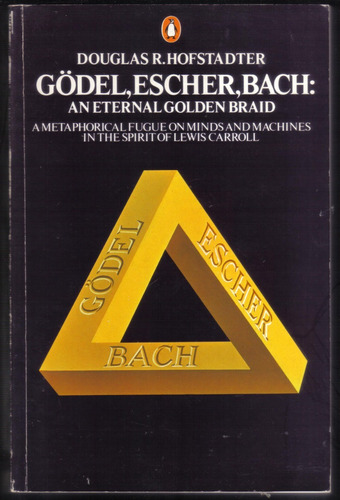 DOUGLAS R. HOFSTADTER
GÖDEL, ESCHER, BACH:
AN ETERNAL GOLDEN BRAID
A METAPHORICAL FUGUE ON MINDS AND MACHINES
IN THE SPIRIT OF LEWIS CARROLL
GÖDEL
ESCHER
BACH